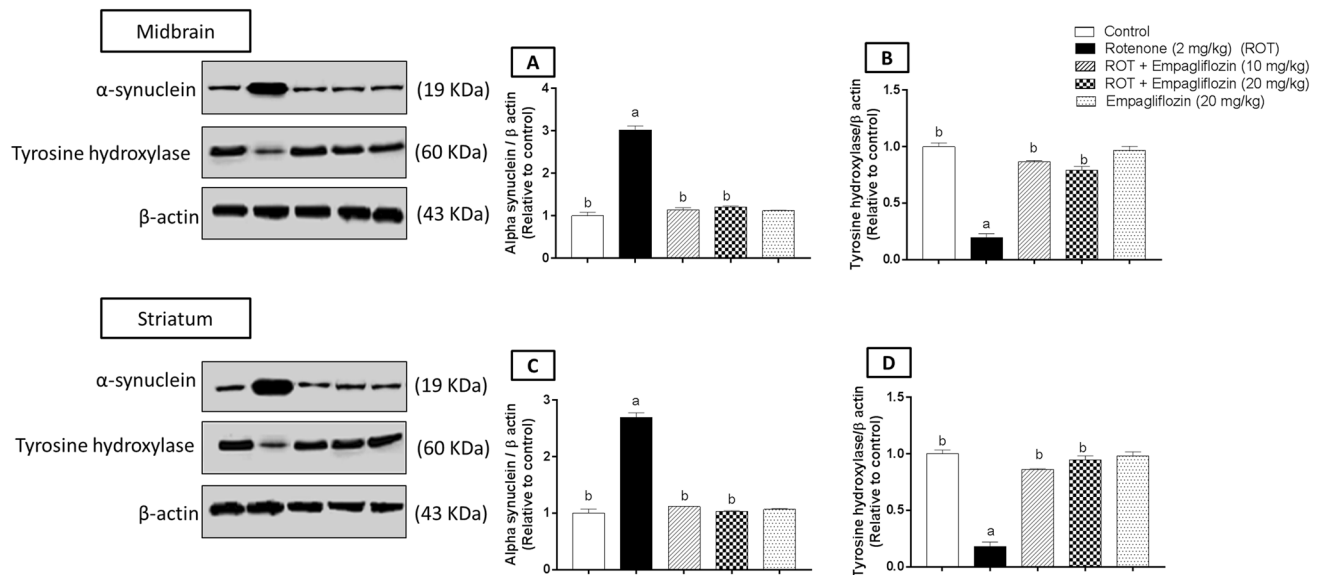 Midbrain
α-synuclein
(19 KDa)
Tyrosine hydroxylase
(60 KDa)
β-actin
(43 KDa)
A
Alpha synuclein / β actin
(Relative to control)
4
3
2
1
0
b
a
b
b
B
Tyrosine hydroxylase/β actin
(Relative to control)
1.5
1.0
0.5
0.0
b
a
b
b
Control
Rotenone (2 mg/kg) (ROT)
ROT + Empagliflozin (10 mg/kg)
ROT + Empagliflozin (20 mg/kg)
Empagliflozin (20 mg/kg)
Striatum
α-synuclein
(19 KDa)
Tyrosine hydroxylase
(60 KDa)
β-actin
(43 KDa)
C
Alpha synuclein / β actin
(Relative to control)
3
2
1
0
b
a
b
b
D
Tyrosine hydroxylase/β actin
(Relative to control)
1.5
1.0
0.5
0.0
b
a
b
b